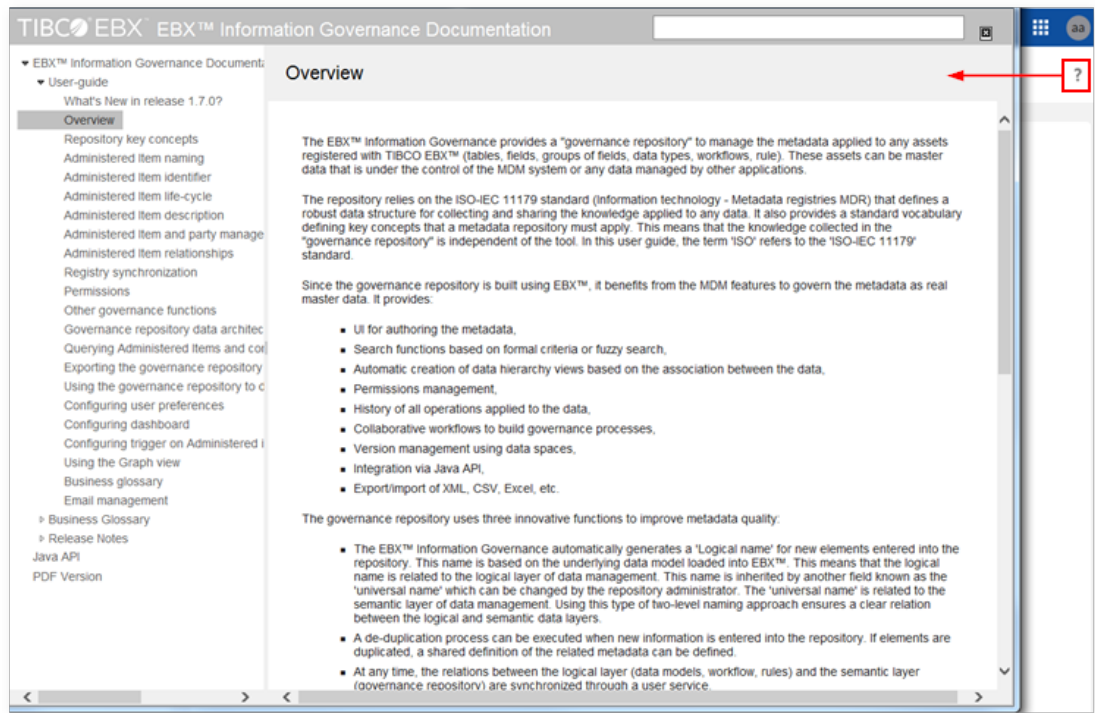 TIBCO EBX™ EBX™ Information Governance Documentation
aa
?
EBX™ Information Governance Documenta
User-guide
What's New in release 1.7.0?
Overview
Repository key concepts
Administered Item naming
Administered Item identifier
Administered Item life-cycle
Administered Item description
Administered Item and party manage
Administered Item relationships
Registry synchronization
Permissions
Other governance functions
Governance repository data architec
Querying Administered Items and cor
Exporting the governance repository
Using the governance repository to c
Configuring user preferences
Configuring dashboard
Configuring trigger on Administered i
Using the Graph view
Business glossary
Email management
Business Glossary
Release Notes
Java API
PDF Version
Overview
The EBX™ Information Governance provides a "governance repository" to manage the metadata applied to any assets
registered with TIBCO EBX™ (tables, fields, groups of fields, data types, workflows, rule). These assets can be master
data that is under the control of the MDM system or any data managed by other applications.
The repository relies on the ISO-IEC 11179 standard (Information technology - Metadata registries MDR) that defines a
robust data structure for collecting and sharing the knowledge applied to any data. It also provides a standard vocabulary
defining key concepts that a metadata repository must apply. This means that the knowledge collected in the
"governance repository" is independent of the tool. In this user guide, the term 'ISO' refers to the 'ISO-IEC 11179'
standard.
Since the governance repository is built using EBX™, it benefits from the MDM features to govern the metadata as real
master data. It provides:
UI for authoring the metadata,
Search functions based on formal criteria or fuzzy search,
Automatic creation of data hierarchy views based on the association between the data,
Permissions management,
History of all operations applied to the data,
Collaborative workflows to build governance processes,
Version management using data spaces,
Integration via Java API,
Export/import of XML, CSV, Excel, etc.
The governance repository uses three innovative functions to improve metadata quality:
The EBX™ Information Governance automatically generates a 'Logical name' for new elements entered into the
repository. This name is based on the underlying data model loaded into EBX™. This means that the logical
name is related to the logical layer of data management. This name is inherited by another field known as the
'universal name' which can be changed by the repository administrator. The 'universal name' is related to the
semantic layer of data management. Using this type of two-level naming approach ensures a clear relation
between the logical and semantic data layers.
A de-duplication process can be executed when new information is entered into the repository. If elements are
duplicated, a shared definition of the related metadata can be defined.
At any time, the relations between the logical layer (data models, workflow, rules) and the semantic layer
(governance repository) are synchronized through a user service.